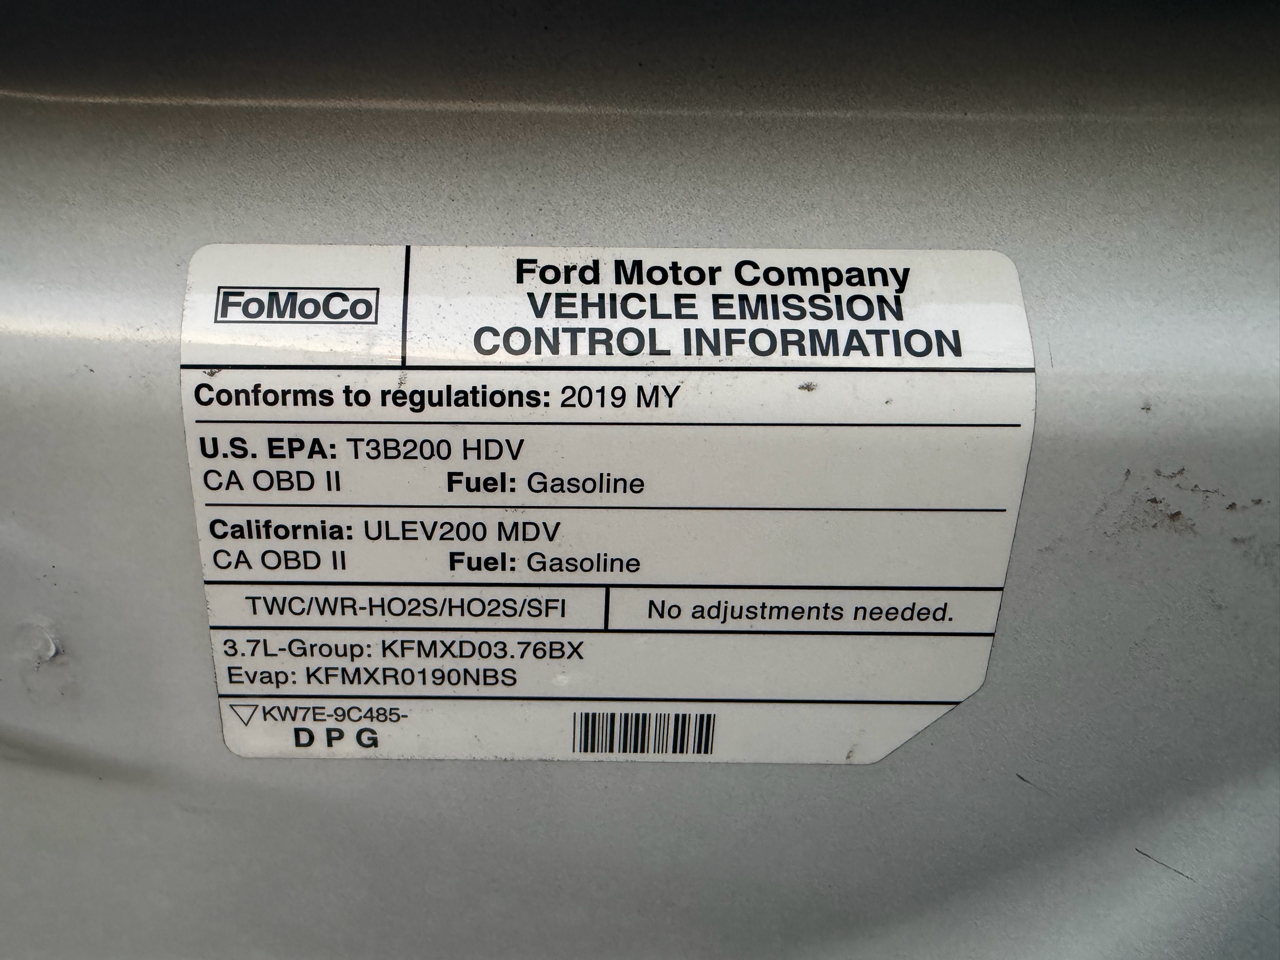 FoMoCo
Ford Motor Company
VEHICLE EMISSION
CONTROL INFORMATION
Conforms to regulations: 2019 MY
U.S. EPA: T3B200 HDV
CA OBD II Fuel: Gasoline
California: ULEV200 MDV
CA OBD II Fuel: Gasoline
TWC/WR-HO2S/HO2S/SFI
No adjustments needed.
3.7L-Group: KFMXD03.76BX
Evap: KFMXR0190NBS
KW7E-9C485-
D P G